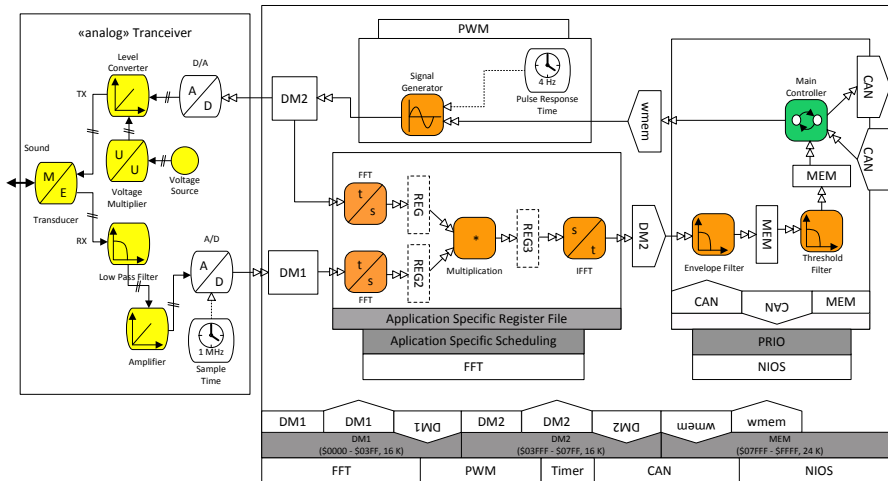 «analog» Tranceiver
Level
Converter
D/A
TX
A
D
Sound
M
E
Transducer
U
U
Voltage
Multiplier
Voltage
Source
RX
Low Pass Filter
A/D
A
D
Amplifier
1 MHz
Sample
Time
PWM
Signal
Generator
4 Hz
Pulse Response
Time
DM2
DM1
wmem
FFT
t
s
REG
FFT
t
s
REG2
*
Multiplication
REG3
s
t
IFFT
DM2
Application Specific Register File
Aplication Specific Scheduling
FFT
Main
Controller
CAN
CAN
MEM
Envelope Filter
MEM
Threshold
Filter
CAN
CAN
MEM
PRIO
NIOS
DM1
DM1
DM1
DM2
DM2
DM2
wmem
wmem
DM1
($0000 - $03FF, 16 K)
DM2
($03FFF - $07FF, 16 K)
MEM
($07FFF - $FFFF, 24 K)
FFT
PWM
Timer
CAN
NIOS